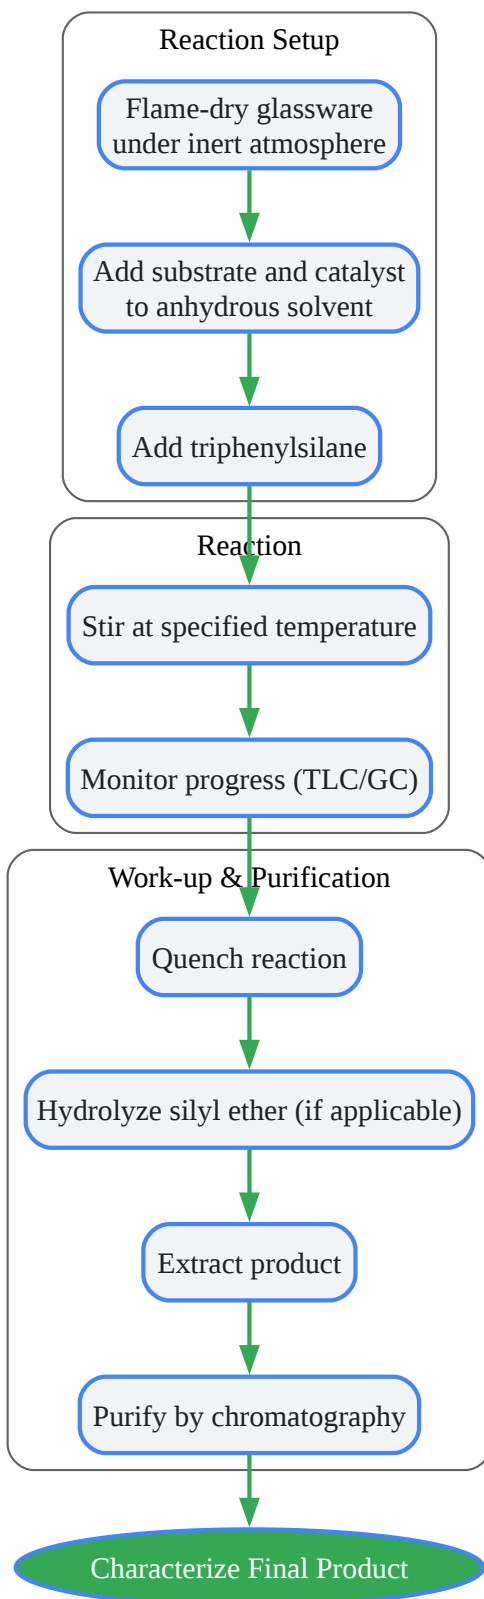 Reaction Setup
Flame-dry glassware
under inert atmosphere
Add substrate and catalyst
to anhydrous solvent
Add triphenylsilane
Reaction
Stir at specified temperature
Monitor progress (TLC/GC)
Work-up & Purification
Quench reaction
Hydrolyze silyl ether (if applicable)
Extract product
Purify by chromatography
Characterize Final Product